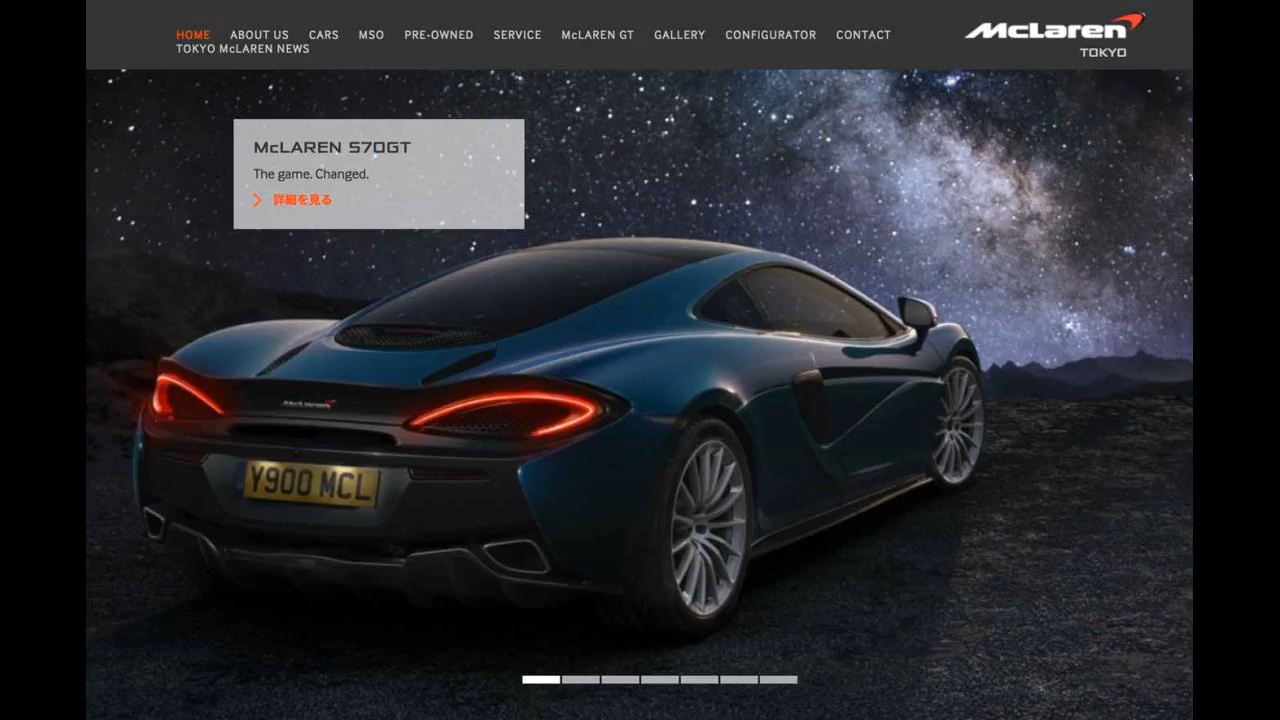 HOME ABOUT US CARS MSO PRE-OWNED SERVICE McLAREN GT GALLERY CONFIGURATOR CONTACT
TOKYO McLAREN NEWS
McLaren
TOKYO
McLAREN 570GT
The game. Changed.
詳細を見る
McLaren
Y900 MCL